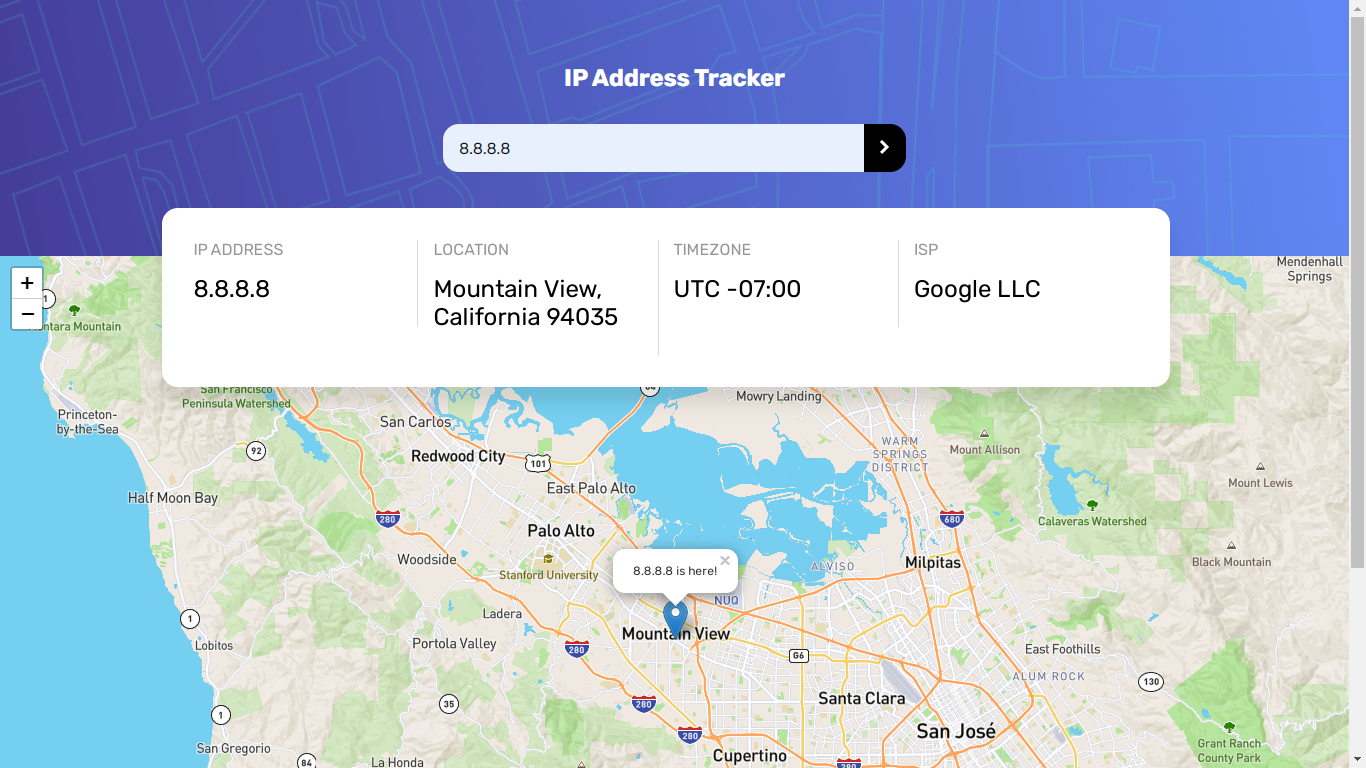 IP Address Tracker
8.8.8.8
IP ADDRESS
8.8.8.8
LOCATION
Mountain View,
California 94035
TIMEZONE
UTC -07:00
ISP
Google LLC
+
−
Mendenhall
Springs
1
San Francisco
Peninsula Watershed
84
Mowry Landing
Princeton-
by-the-Sea
San Carlos
92
Redwood City
101
WARM
SPRINGS
DISTRICT
Mount Allison
Mount Lewis
East Palo Alto
Half Moon Bay
280
680
Calaveras Watershed
Palo Alto
Woodside
Stanford University
8.8.8.8 is here!
×
ALVISO
Milpitas
Black Mountain
NUQ
Ladera
1
Mountain View
Lobitos
Portola Valley
280
G6
East Foothills
ALUM ROCK
130
35
280
Santa Clara
1
280
San José
San Gregorio
84
La Honda
Cupertino
280
Grant Ranch
County Park